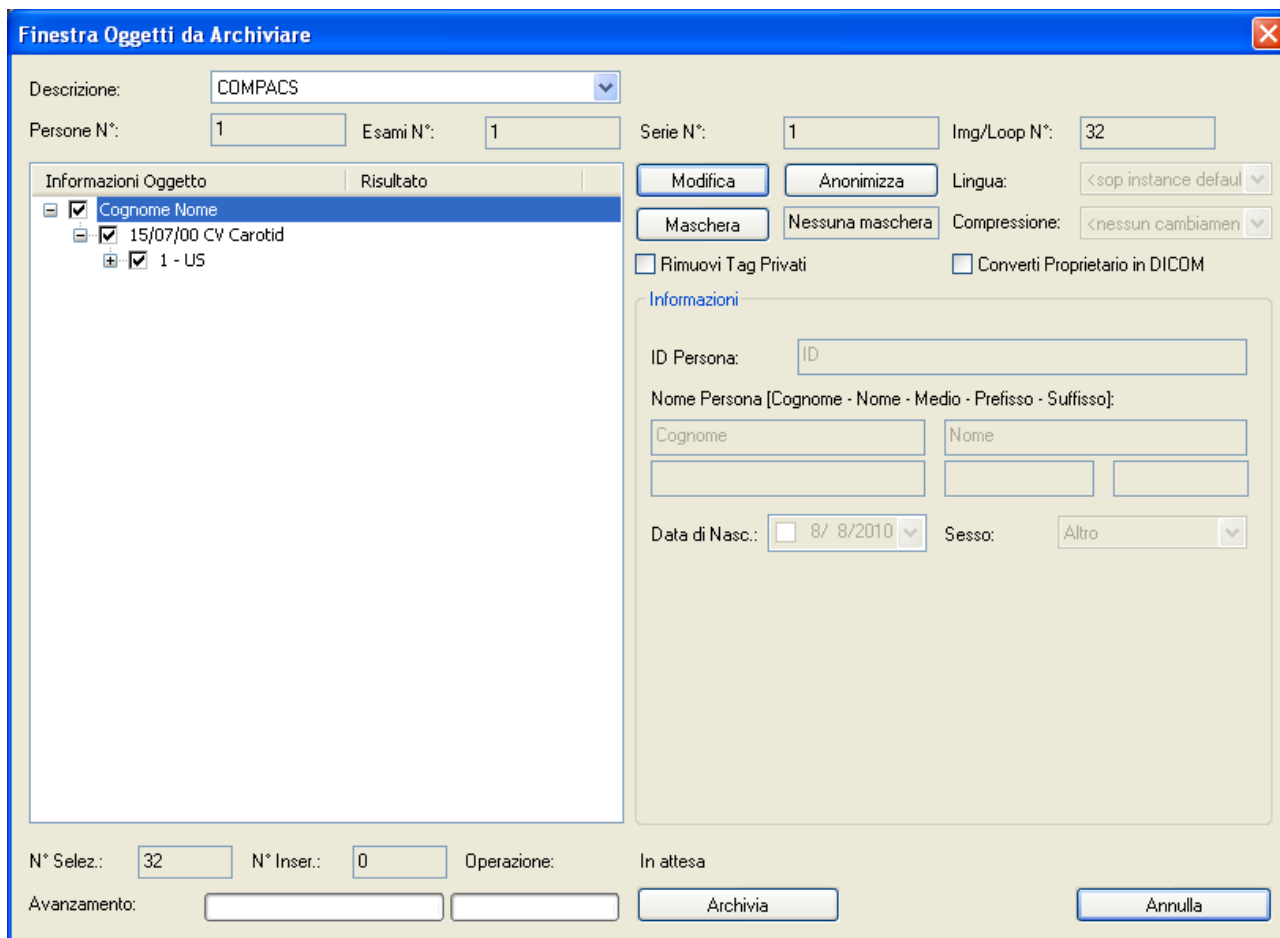 Finestra Oggetti da Archiviare
Descrizione: COMPACS
Persone N°: 1 Esami N°: 1 Serie N°: 1 Img/Loop N°: 32
Informazioni Oggetto Risultato
Cognome Nome
15/07/00 CV Carotid
1 - US
Modifica Anonimizza Lingua: <sop instance defaul
Maschera Nessuna maschera Compressione: <nessun cambiamen
Rimuovi Tag Privati Converti Proprietario in DICOM
Informazioni
ID Persona: ID
Nome Persona [Cognome - Nome - Medio - Prefisso - Suffisso]:
Cognome Nome
Data di Nasc.: 8/ 8/2010 Sesso: Altro
N° Selez.: 32 N° Inser.: 0 Operazione: In attesa
Avanzamento: Archivia Annulla